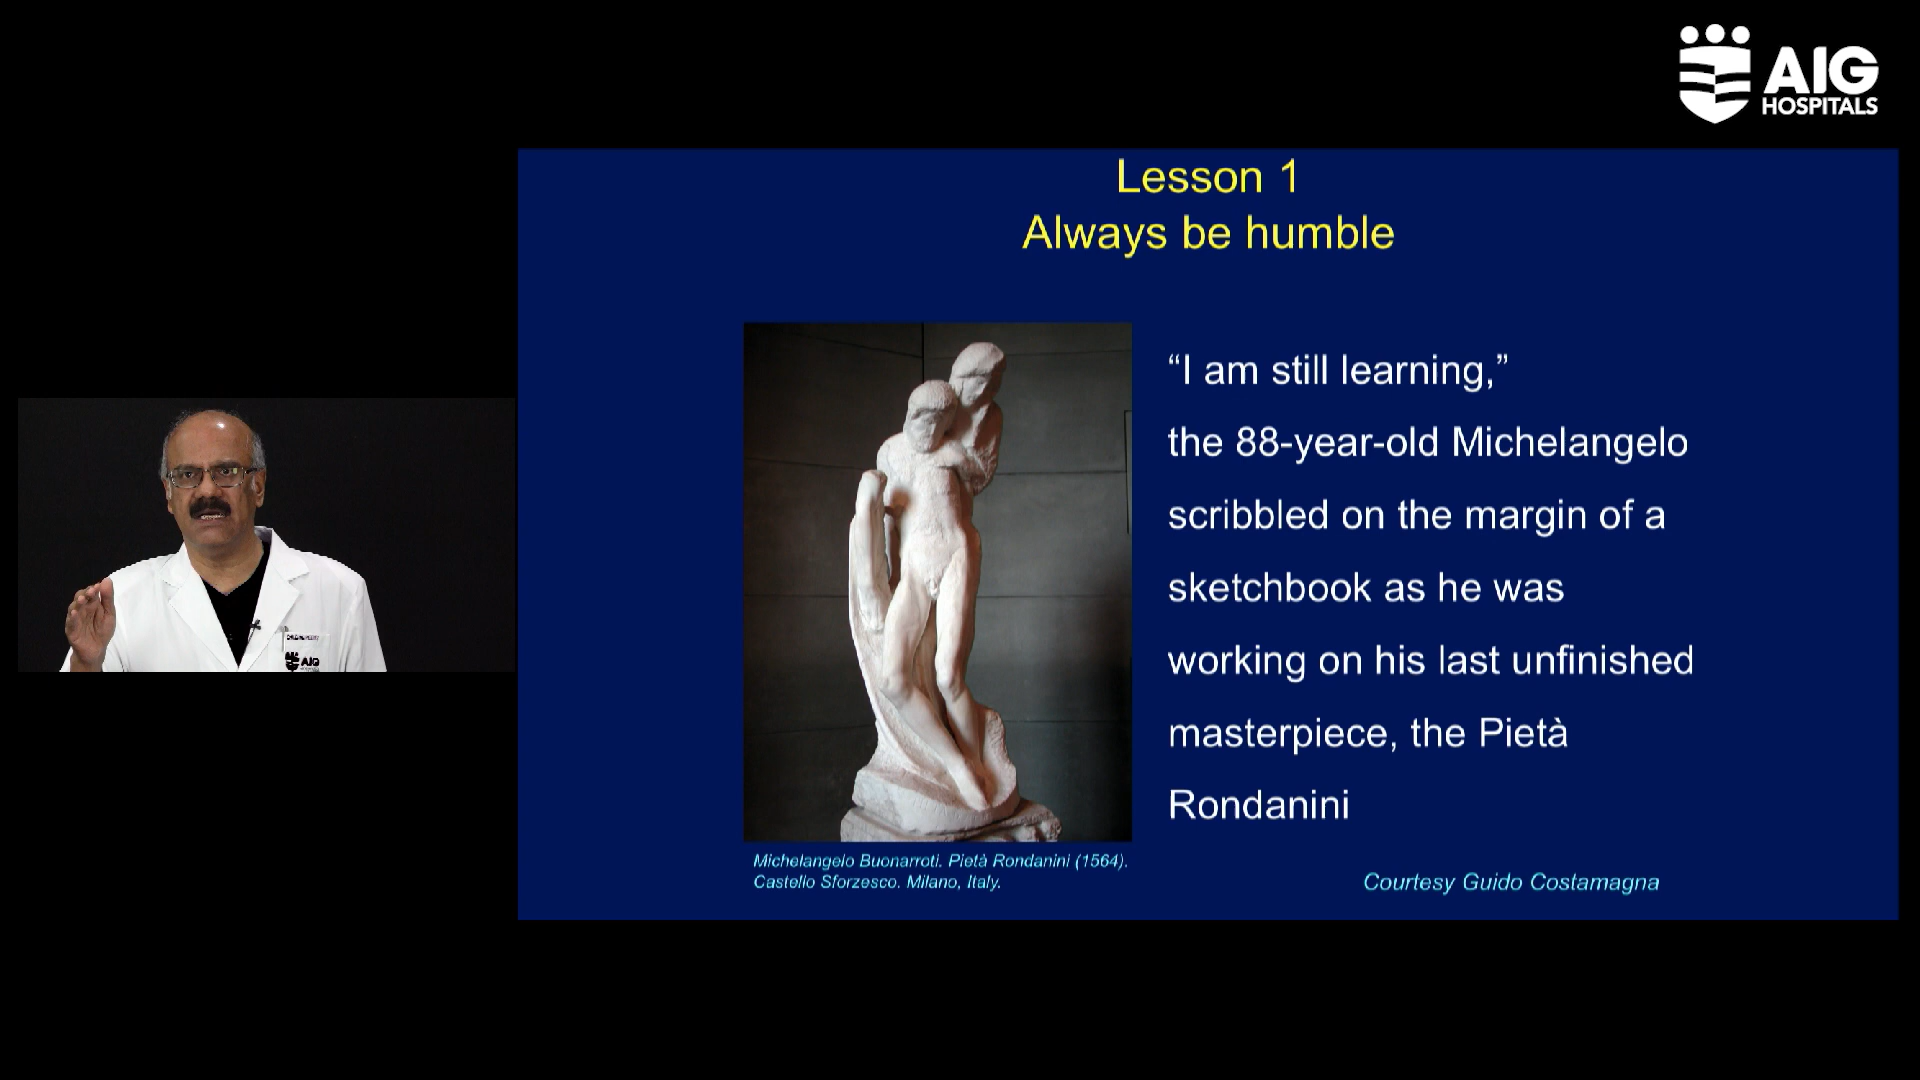 AIG
HOSPITALS
Lesson 1
Always be humble
“I am still learning,”
the 88-year-old Michelangelo
scribbled on the margin of a
sketchbook as he was
working on his last unfinished
masterpiece, the Pietà
Rondanini
Michelangelo Buonarroti. Pietà Rondanini (1564).
Castello Sforzesco. Milano, Italy.
Courtesy Guido Costamagna
AIG